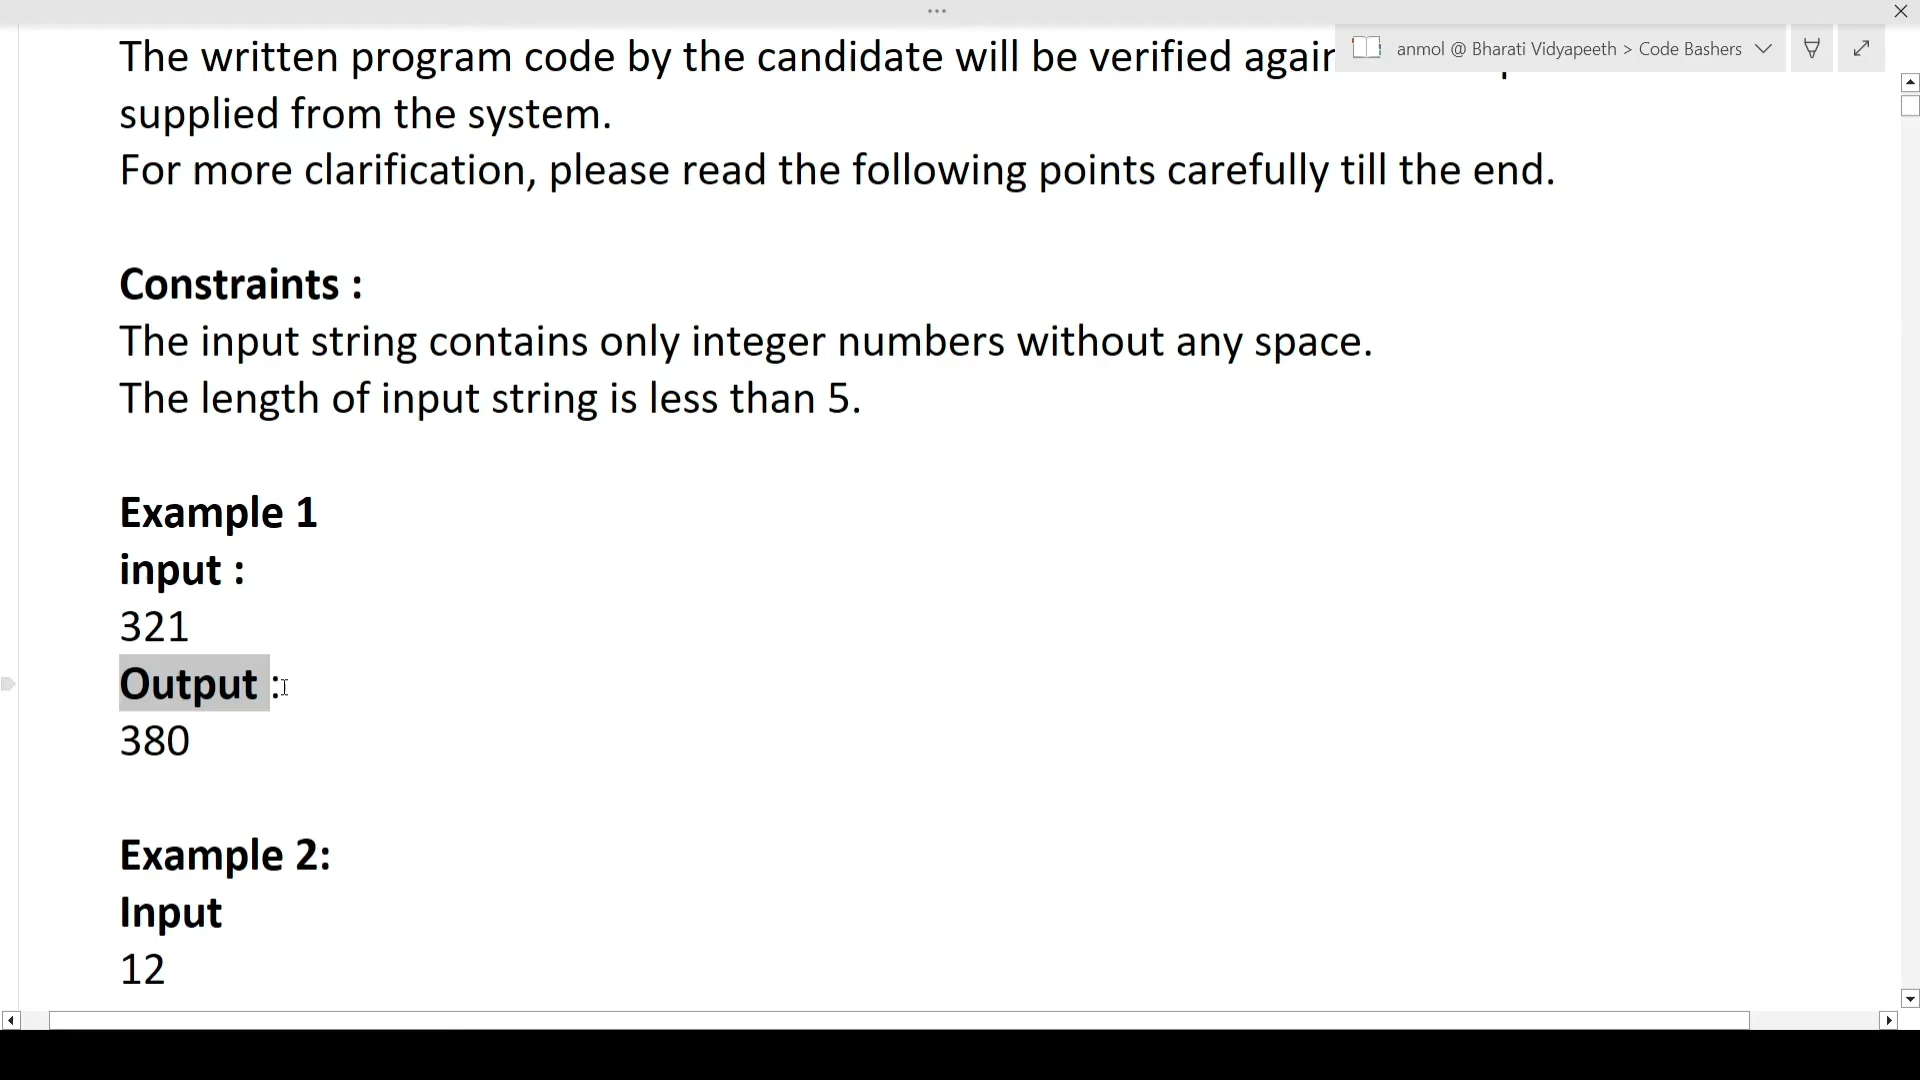 anmol @ Bharati Vidyapeeth > Code Bashers
The written program code by the candidate will be verified
supplied from the system.
For more clarification, please read the following points carefully till the end.
Constraints :
The input string contains only integer numbers without any space.
The length of input string is less than 5.
Example 1
input :
321
Output :
380
Example 2:
Input
12